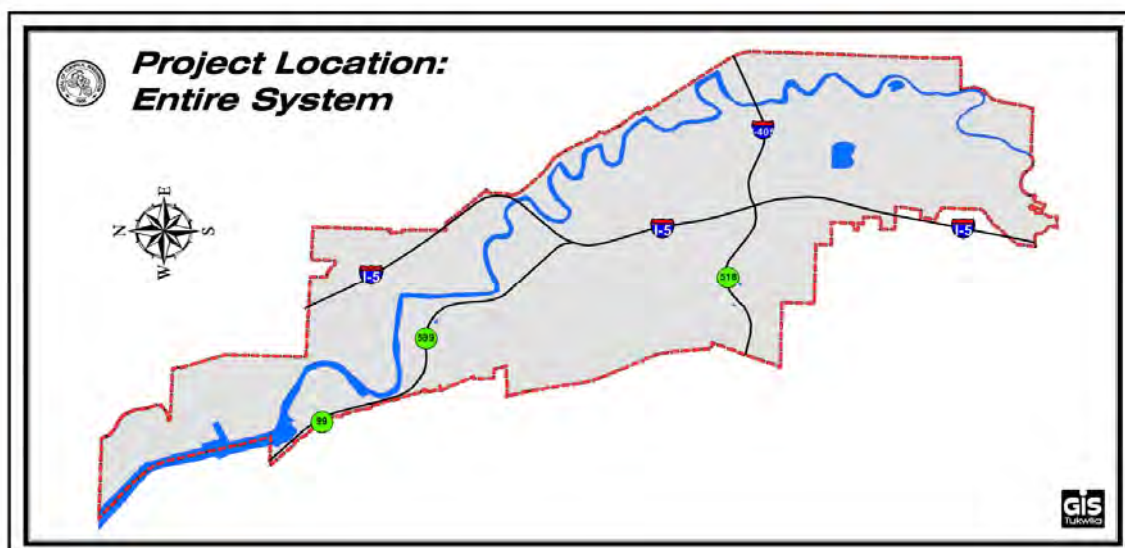 Project Location:
Entire System
E
N
S
W
I-405
I-5
I-5
I-5
518
599
99
GIS
Tukwila